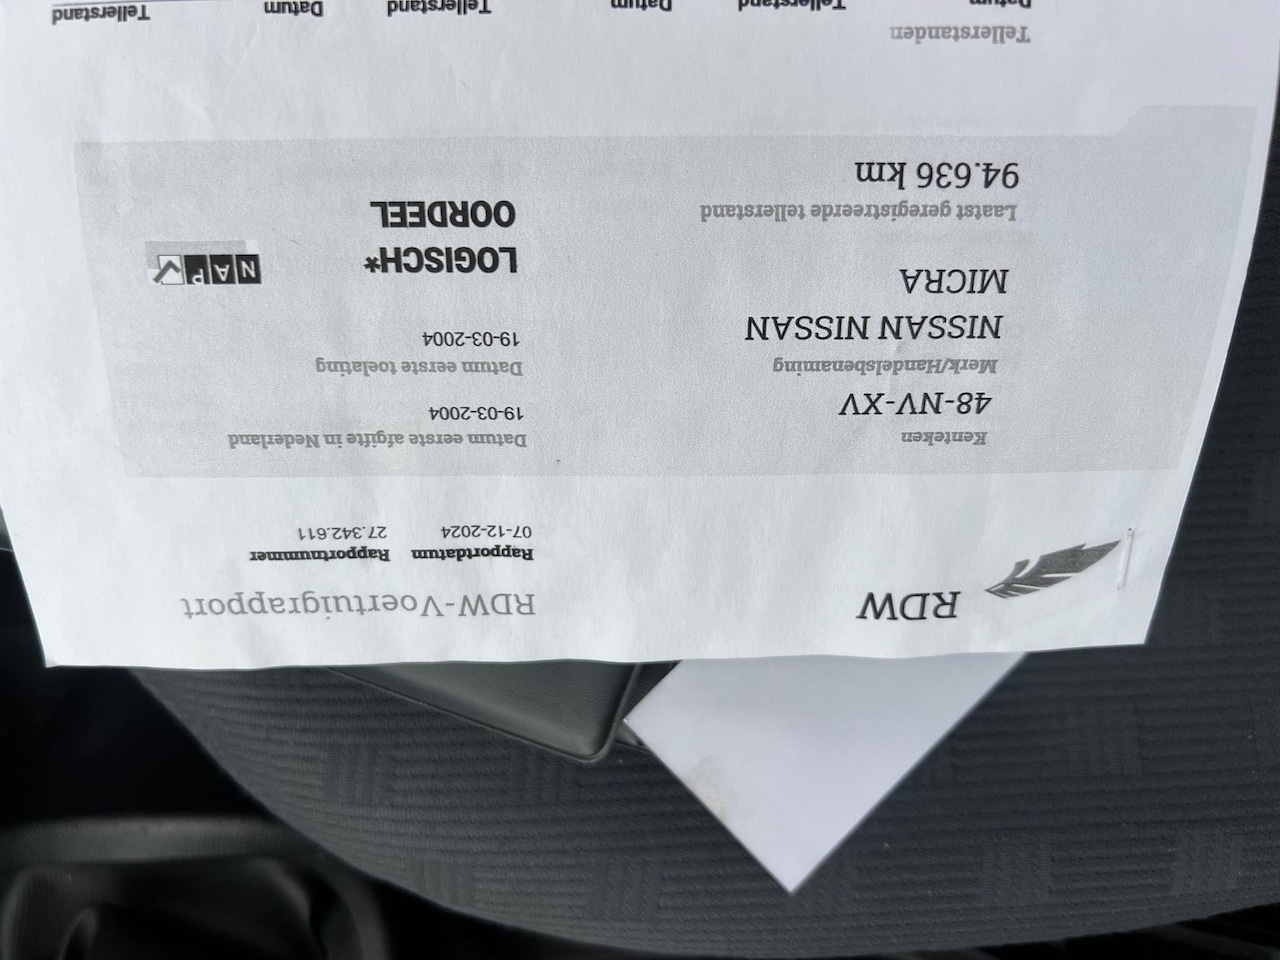 RDW
RDW-Voertuigrapport
Rapportdatum Rapportnummer
07-12-2024 27.342.611
Kenteken
48-NV-XV
Merk/Handelsbenaming
NISSAN NISSAN
MICRA
Laatst geregistreerde tellerstand
94.636 km
Datum eerste afgifte in Nederland
19-03-2004
Datum eerste toelating
19-03-2004
LOGISCH*
OORDEEL
NAP
Tellerstanden
Datum Tellerstand Datum Tellerstand Datum Tellerstand